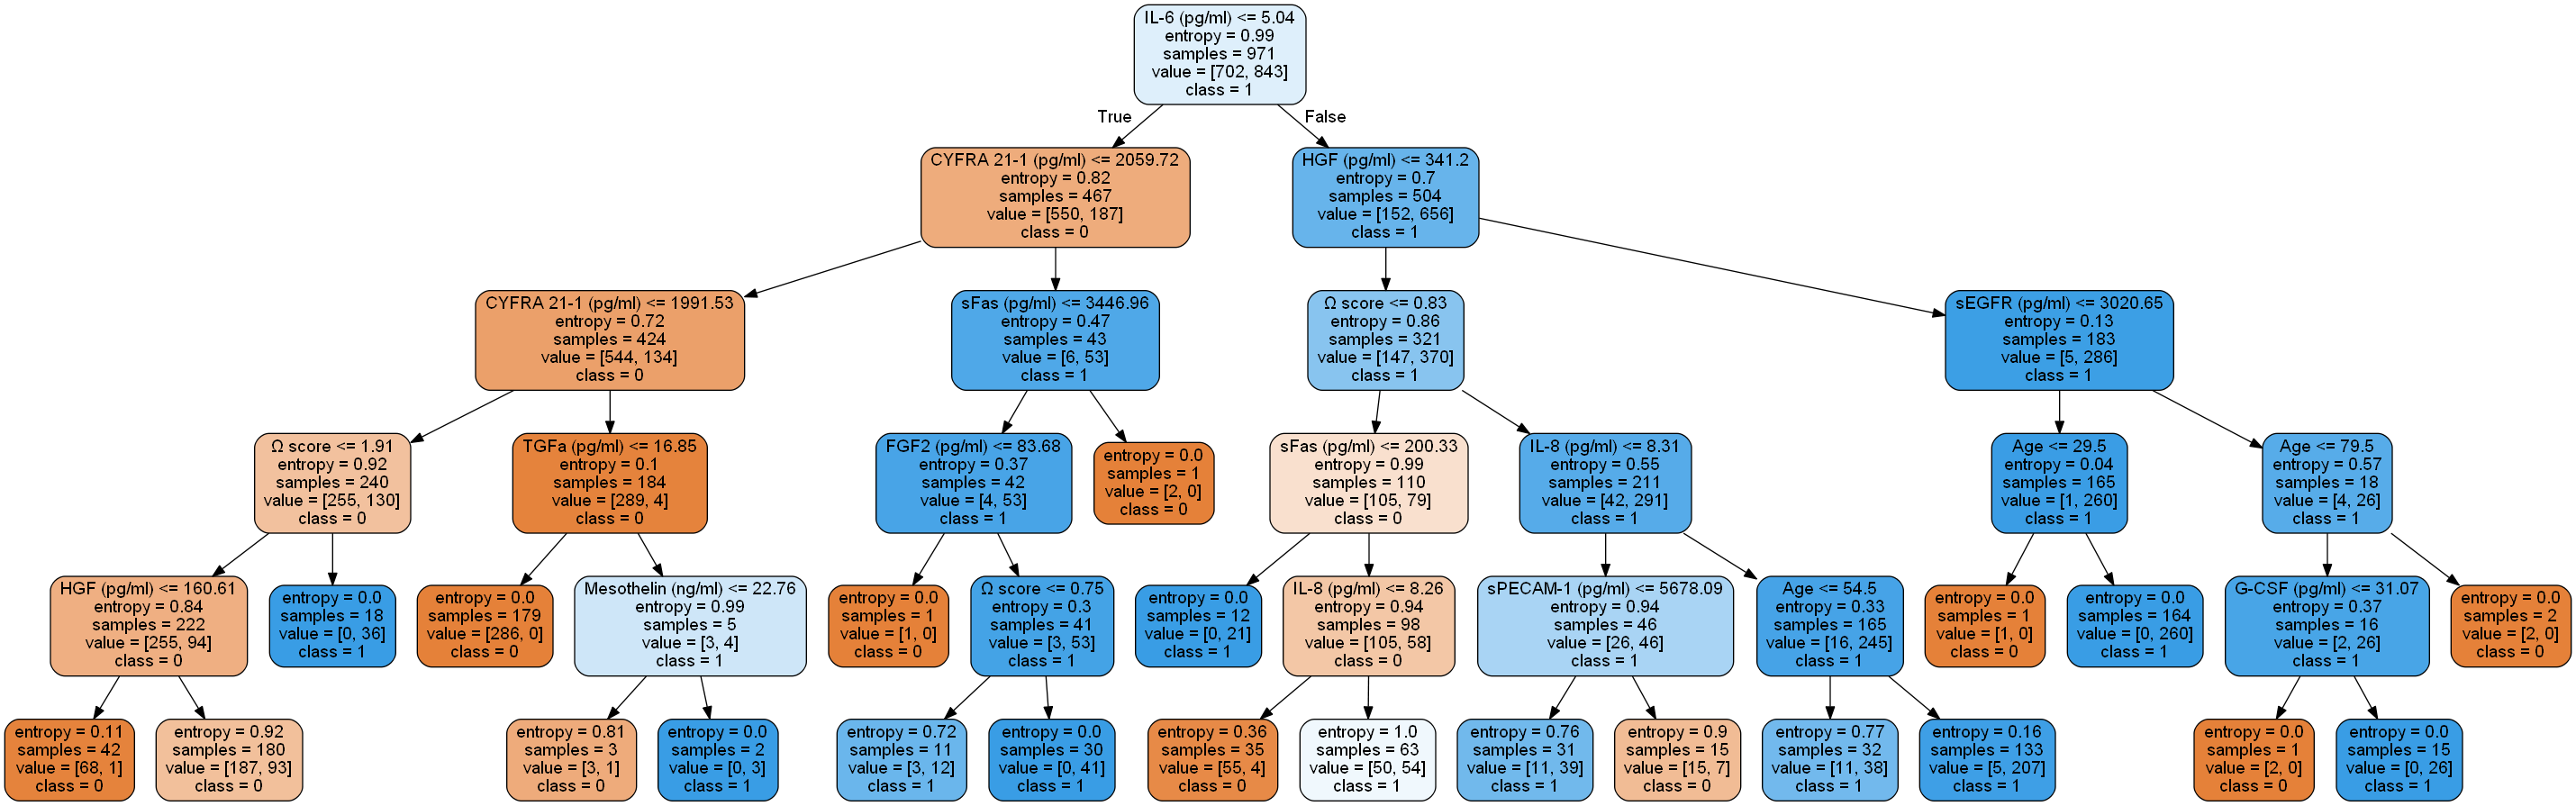 IL-6 (pg/ml) <= 5.04
entropy = 0.99
samples = 971
value = [702, 843]
class = 1
True
False
CYFRA 21-1 (pg/ml) <= 2059.72
entropy = 0.82
samples = 467
value = [550, 187]
class = 0
HGF (pg/ml) <= 341.2
entropy = 0.7
samples = 504
value = [152, 656]
class = 1
CYFRA 21-1 (pg/ml) <= 1991.53
entropy = 0.72
samples = 424
value = [544, 134]
class = 0
sFas (pg/ml) <= 3446.96
entropy = 0.47
samples = 43
value = [6, 53]
class = 1
Ω score <= 0.83
entropy = 0.86
samples = 321
value = [147, 370]
class = 1
sEGFR (pg/ml) <= 3020.65
entropy = 0.13
samples = 183
value = [5, 286]
class = 1
Ω score <= 1.91
entropy = 0.92
samples = 240
value = [255, 130]
class = 0
TGFa (pg/ml) <= 16.85
entropy = 0.1
samples = 184
value = [289, 4]
class = 0
FGF2 (pg/ml) <= 83.68
entropy = 0.37
samples = 42
value = [4, 53]
class = 1
entropy = 0.0
samples = 1
value = [2, 0]
class = 0
sFas (pg/ml) <= 200.33
entropy = 0.99
samples = 110
value = [105, 79]
class = 0
IL-8 (pg/ml) <= 8.31
entropy = 0.55
samples = 211
value = [42, 291]
class = 1
Age <= 29.5
entropy = 0.04
samples = 165
value = [1, 260]
class = 1
Age <= 79.5
entropy = 0.57
samples = 18
value = [4, 26]
class = 1
HGF (pg/ml) <= 160.61
entropy = 0.84
samples = 222
value = [255, 94]
class = 0
entropy = 0.0
samples = 18
value = [0, 36]
class = 1
entropy = 0.0
samples = 179
value = [286, 0]
class = 0
Mesothelin (ng/ml) <= 22.76
entropy = 0.99
samples = 5
value = [3, 4]
class = 1
entropy = 0.0
samples = 1
value = [1, 0]
class = 0
Ω score <= 0.75
entropy = 0.3
samples = 41
value = [3, 53]
class = 1
entropy = 0.0
samples = 12
value = [0, 21]
class = 1
IL-8 (pg/ml) <= 8.26
entropy = 0.94
samples = 98
value = [105, 58]
class = 0
sPECAM-1 (pg/ml) <= 5678.09
entropy = 0.94
samples = 46
value = [26, 46]
class = 1
Age <= 54.5
entropy = 0.33
samples = 165
value = [16, 245]
class = 1
entropy = 0.0
samples = 1
value = [1, 0]
class = 0
entropy = 0.0
samples = 164
value = [0, 260]
class = 1
G-CSF (pg/ml) <= 31.07
entropy = 0.37
samples = 16
value = [2, 26]
class = 1
entropy = 0.0
samples = 2
value = [2, 0]
class = 0
entropy = 0.11
samples = 42
value = [68, 1]
class = 0
entropy = 0.92
samples = 180
value = [187, 93]
class = 0
entropy = 0.81
samples = 3
value = [3, 1]
class = 0
entropy = 0.0
samples = 2
value = [0, 3]
class = 1
entropy = 0.72
samples = 11
value = [3, 12]
class = 1
entropy = 0.0
samples = 30
value = [0, 41]
class = 1
entropy = 0.36
samples = 35
value = [55, 4]
class = 0
entropy = 1.0
samples = 63
value = [50, 54]
class = 1
entropy = 0.76
samples = 31
value = [11, 39]
class = 1
entropy = 0.9
samples = 15
value = [15, 7]
class = 0
entropy = 0.77
samples = 32
value = [11, 38]
class = 1
entropy = 0.16
samples = 133
value = [5, 207]
class = 1
entropy = 0.0
samples = 1
value = [2, 0]
class = 0
entropy = 0.0
samples = 15
value = [0, 26]
class = 1